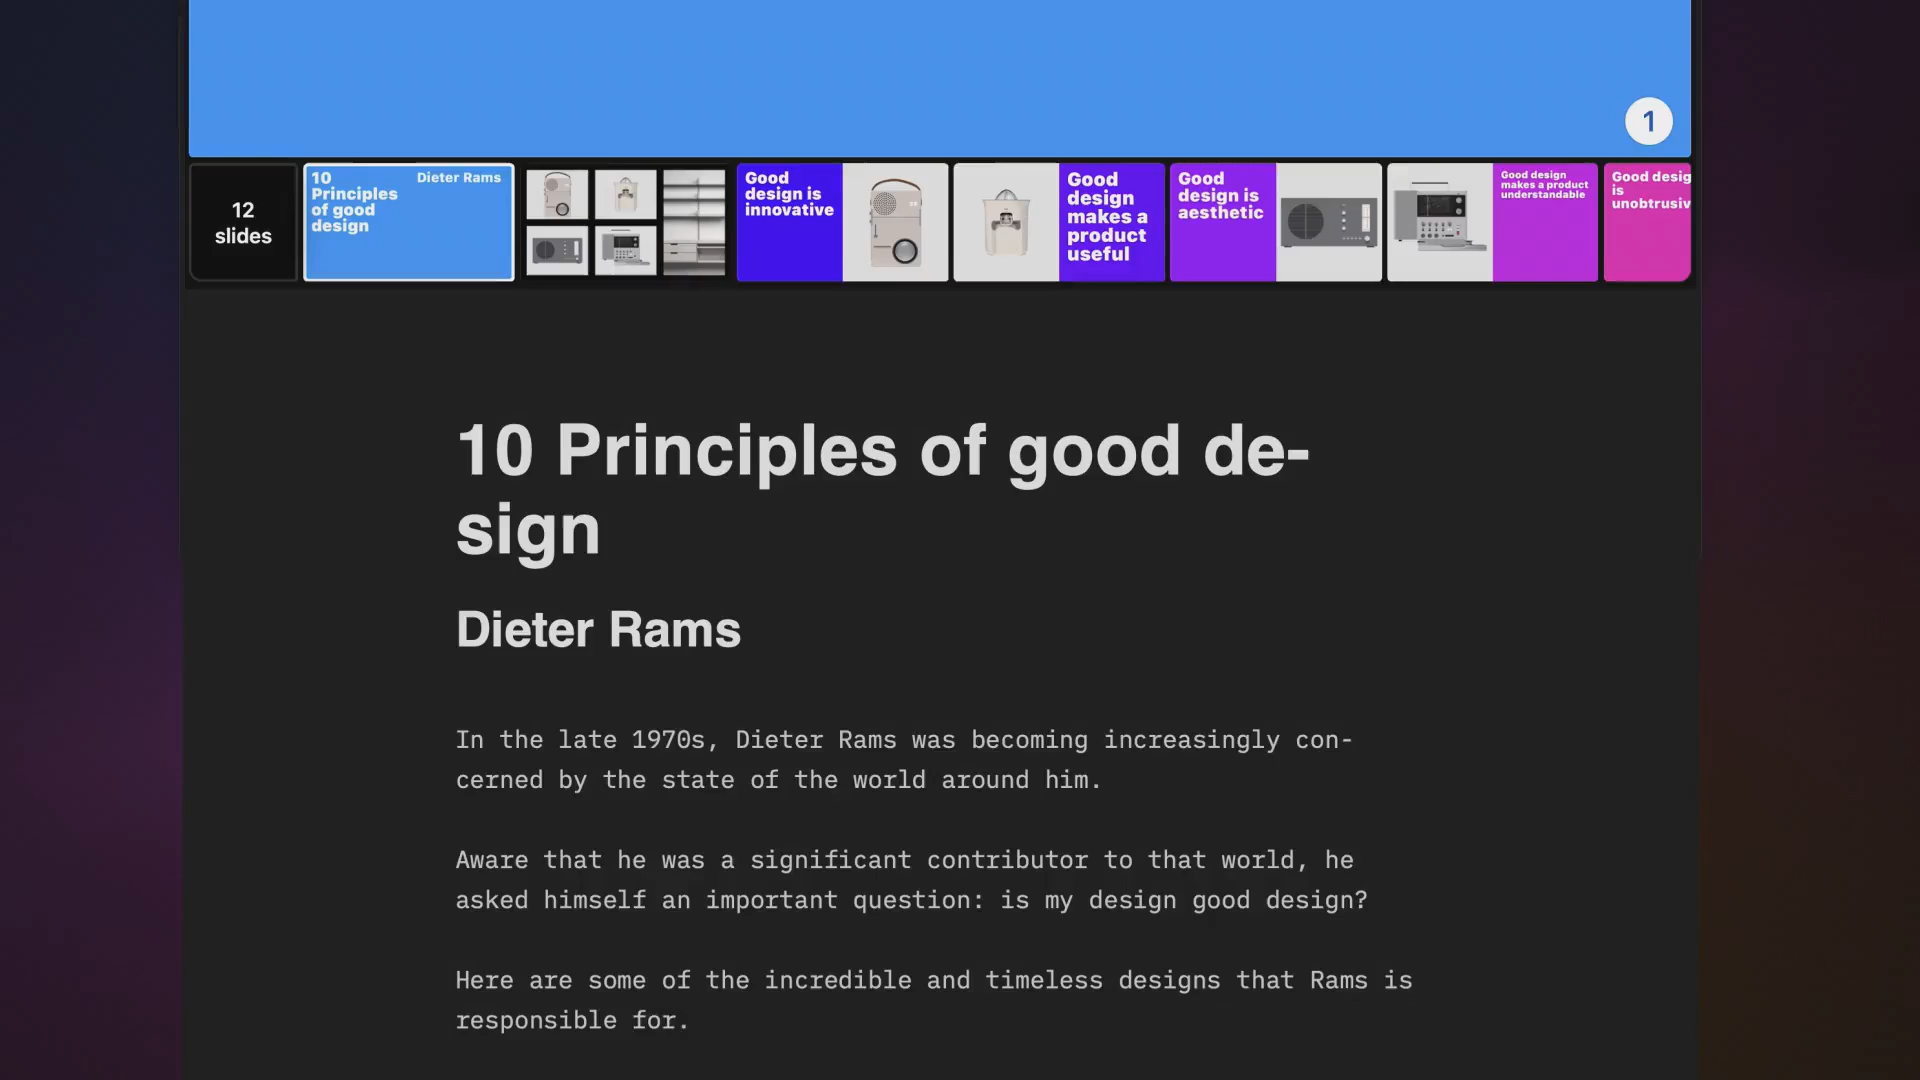 1
12
slides
10
Principles
of good
design
Dieter Rams
Good
design is
innovative
Good
design
makes a
product
useful
Good
design is
aesthetic
Good design
makes a product
understandable
Good desig
is
unobtrusiv
10 Principles of good de-
sign
Dieter Rams
In the late 1970s, Dieter Rams was becoming increasingly con-
cerned by the state of the world around him.
Aware that he was a significant contributor to that world, he
asked himself an important question: is my design good design?
Here are some of the incredible and timeless designs that Rams is
responsible for.